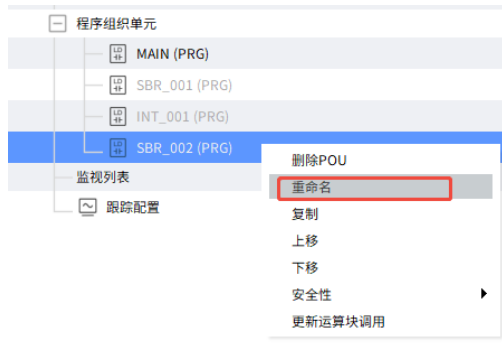 程序组织单元
MAIN (PRG)
SBR_001 (PRG)
INT_001 (PRG)
SBR_002 (PRG)
监视列表
跟踪配置
删除POU
重命名
复制
上移
下移
安全性
更新运算块调用